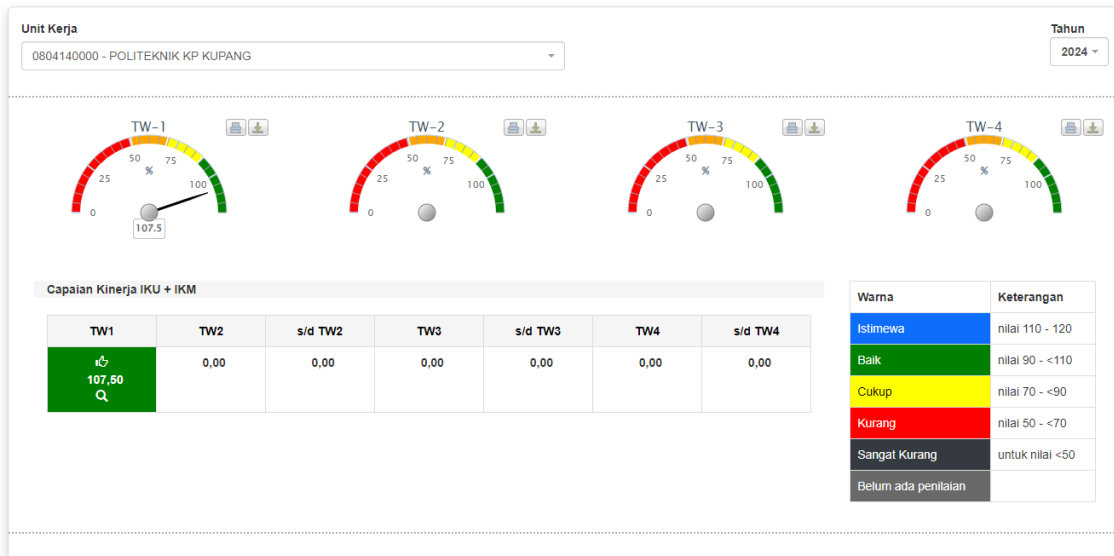 Unit Kerja
Tahun
0804140000 - POLITEKNIK KP KUPANG
2024
TW-1
0
25
50
75
100
%
107.5
TW-2
0
25
50
75
100
%
TW-3
0
25
50
75
100
%
TW-4
0
25
50
75
100
%
Capaian Kinerja IKU + IKM
TW1 TW2 s/d TW2 TW3 s/d TW3 TW4 s/d TW4
107,50 0,00 0,00 0,00 0,00 0,00 0,00
Warna Keterangan
Istimewa nilai 110 - 120
Baik nilai 90 - <110
Cukup nilai 70 - <90
Kurang nilai 50 - <70
Sangat Kurang untuk nilai <50
Belum ada penilaian